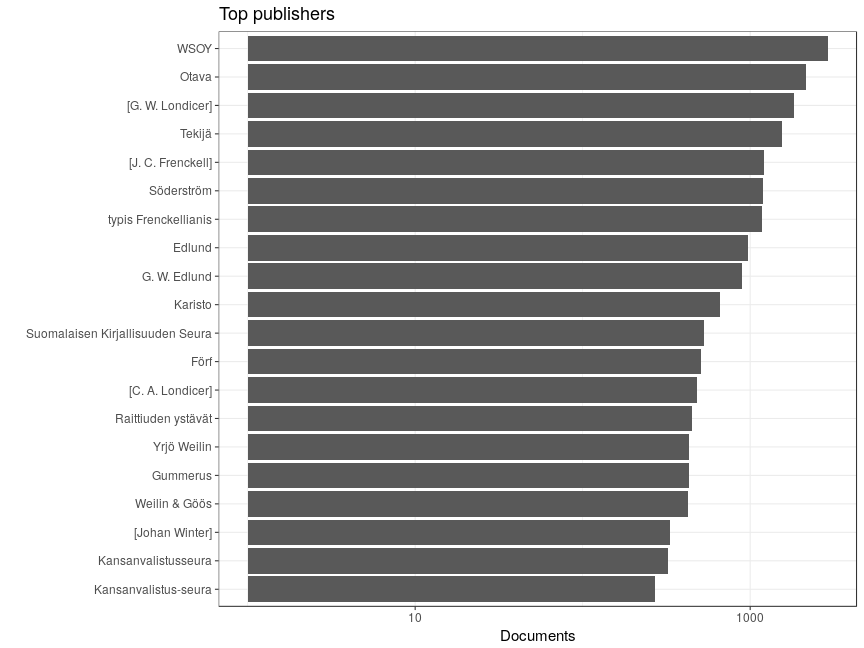 Top publishers
WSOY
Otava
[G. W. Londicer]
Tekijä
[J. C. Frenckell]
Söderström
typis Frenckellianis
Edlund
G. W. Edlund
Karisto
Suomalaisen Kirjallisuuden Seura
Förf
[C. A. Londicer]
Raittiuden ystävät
Yrjö Weilin
Gummerus
Weilin & Göös
[Johan Winter]
Kansanvalistusseura
Kansanvalistus-seura
10 1000
Documents